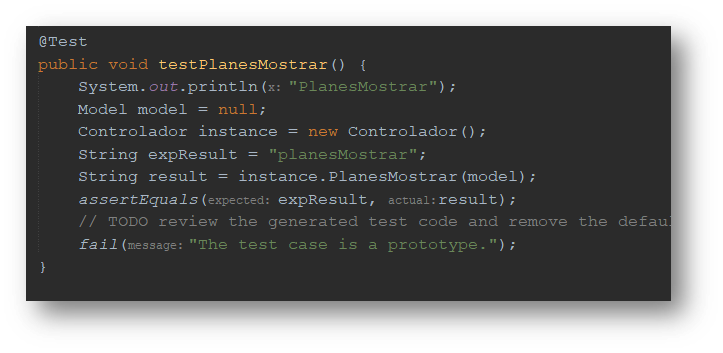 @Test
public void testPlanesMostrar() {
System.out.println(x: "PlanesMostrar");
Model model = null;
Controlador instance = new Controlador();
String expResult = "planesMostrar";
String result = instance.PlanesMostrar(model);
assertEquals(expected: expResult, actual: result);
// TODO review the generated test code and remove the defau
fail(message: "The test case is a prototype.");
}